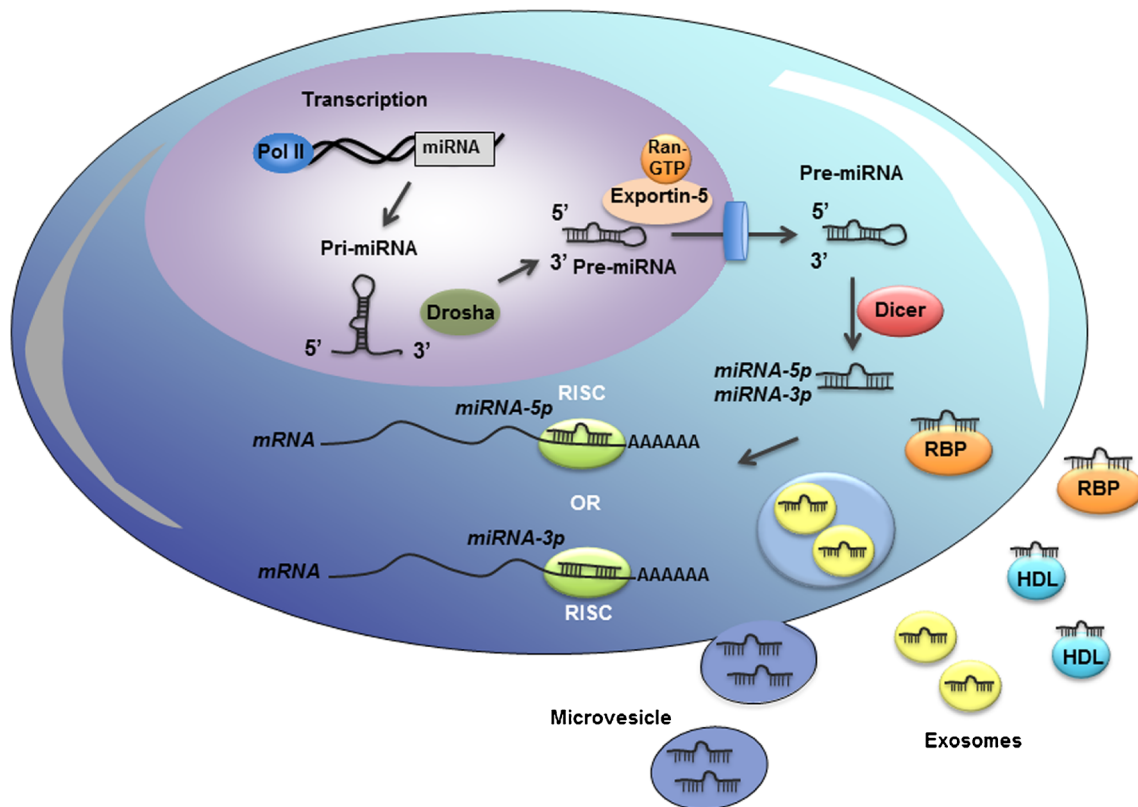 Transcription
Pol II
miRNA
Ran-
GTP
Exportin-5
Pre-miRNA
5’
3’
Pre-miRNA
5’
3’
Pri-miRNA
5’
3’
Drosha
Dicer
miRNA-5p
miRNA-3p
RISC
miRNA-5p
mRNA
AAAAAA
OR
miRNA-3p
mRNA
AAAAAA
RISC
RBP
RBP
HDL
HDL
Microvesicle
Exosomes